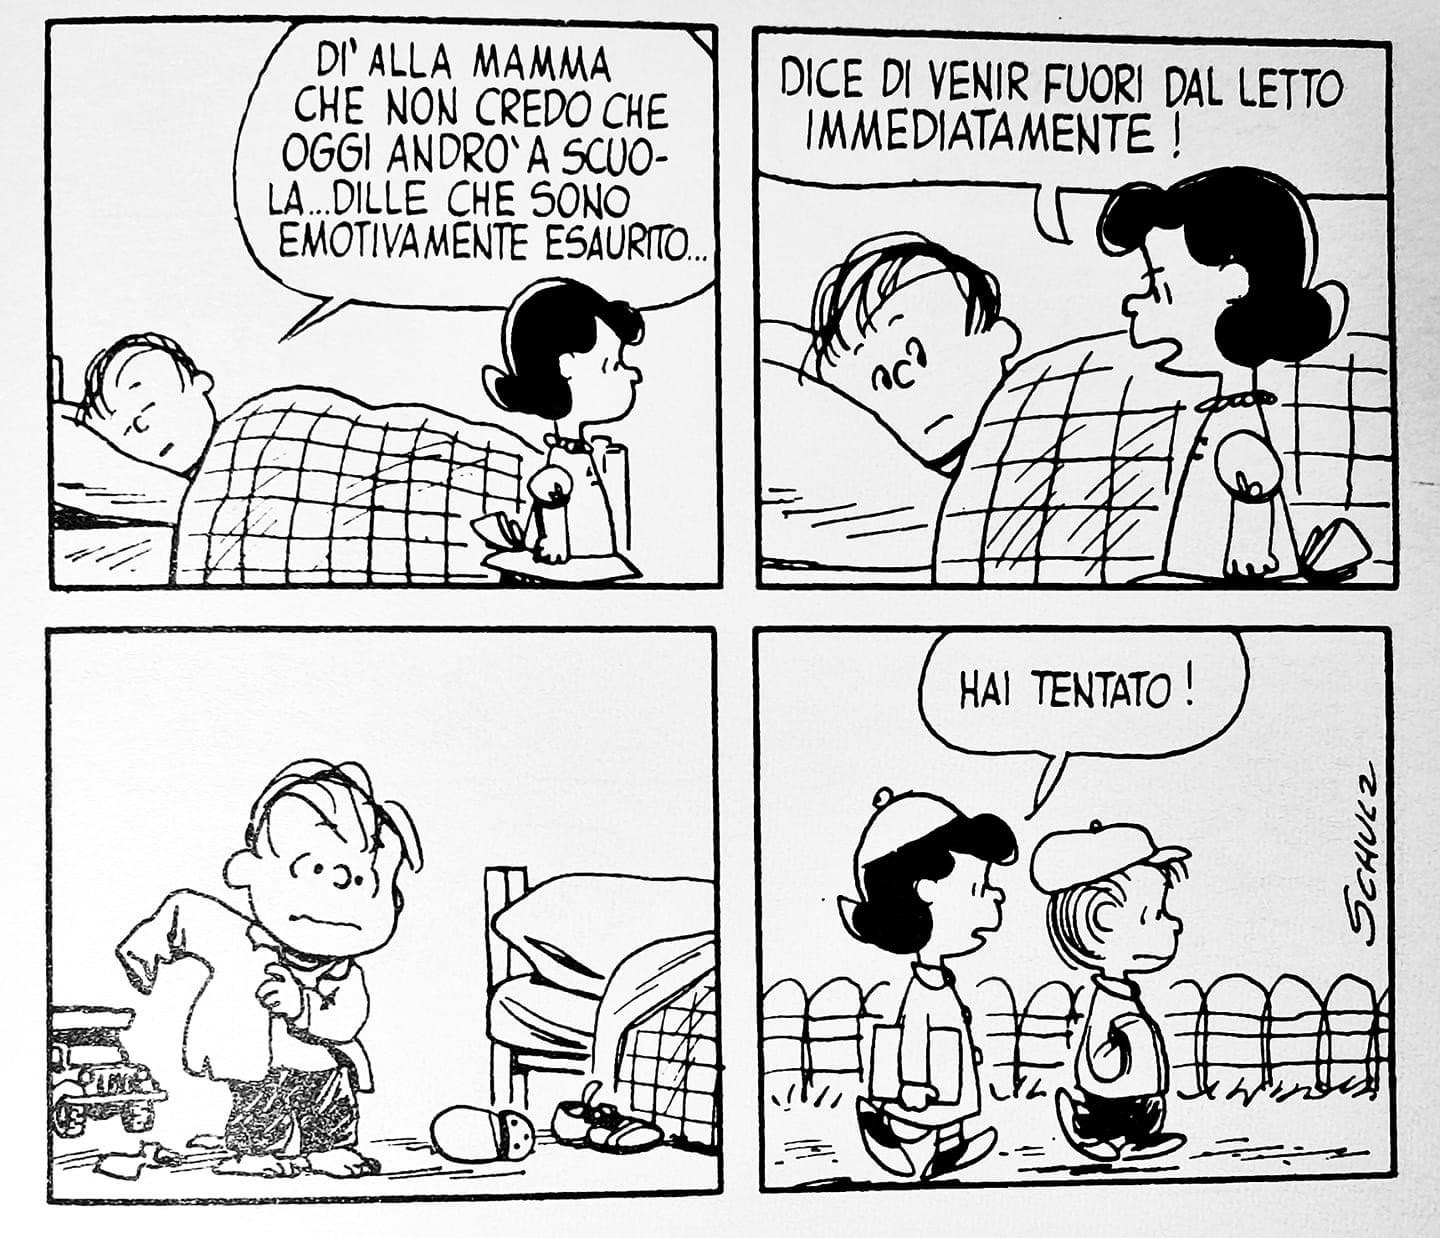 DI' ALLA MAMMA
CHE NON CREDO CHE
OGGI ANDRO' A SCUO-
LA...DILLE CHE SONO
EMOTIVAMENTE ESAURITO...
DICE DI VENIR FUORI DAL LETTO
IMMEDIATAMENTE!
HAI TENTATO!
SCHULZ